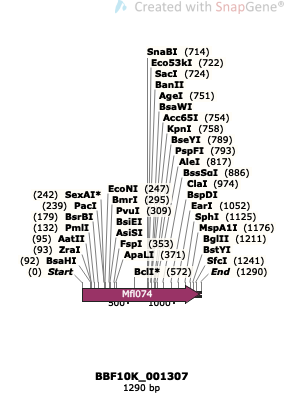 Created with SnapGene®
SnaBI (714)
Eco53kI (722)
SacI (724)
BanII
AgeI (751)
BsaWI
Acc65I (754)
KpnI (758)
BseYI (789)
PspFI (793)
AleI (817)
BssSαI (886)
ClaI (974)
BspDI
EarI (1052)
SphI (1125)
MspA1I (1176)
BglII (1211)
BstYI
SfcI (1241)
End (1290)
EcoNI (247)
BmrI (295)
PvuI (309)
BsiEI
AsiSI
FspI (353)
ApaLI (371)
BclI* (572)
(242) SexAI*
(239) PacI
(179) BsrBI
(132) PmlI
(95) AatII
(93) ZraI
(92) BsaHI
(0) Start
Mfl074
500
1000
BBF10K_001307
1290 bp